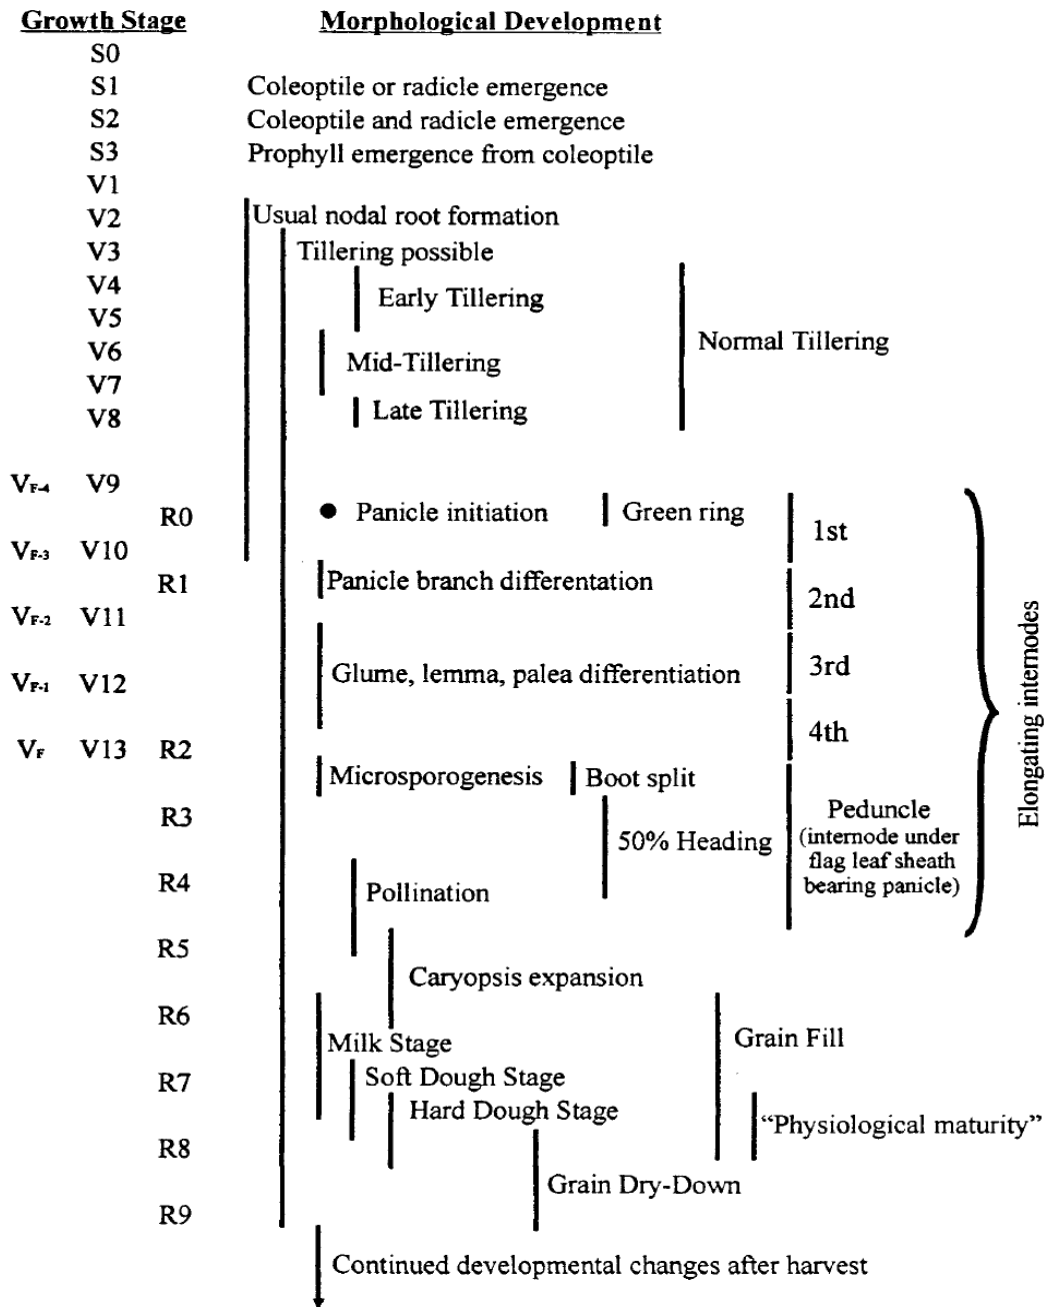 Growth Stage Morphological Development
S0
S1 Coleoptile or radicle emergence
S2 Coleoptile and radicle emergence
S3 Prophyll emergence from coleoptile
V1
V2 Usual nodal root formation
V3 Tillering possible
V4 Early Tillering
V5
Normal Tillering
V6 Mid-Tillering
V7
V8 Late Tillering
VF-4 V9
R0 Panicle initiation Green ring 1st
VF-3 V10
R1 Panicle branch differentation 2nd
VF-2 V11
VF-1 V12 Glume, lemma, palea differentiation 3rd
4th
VF V13 R2
Microsporogenesis Boot split
R3 Peduncle
50% Heading (internode under
flag leaf sheath
bearing panicle)
Elongating internodes
R4 Pollination
R5
Caryopsis expansion
R6
Milk Stage Grain Fill
R7 Soft Dough Stage
Hard Dough Stage
"Physiological maturity"
R8
Grain Dry-Down
R9
Continued developmental changes after harvest